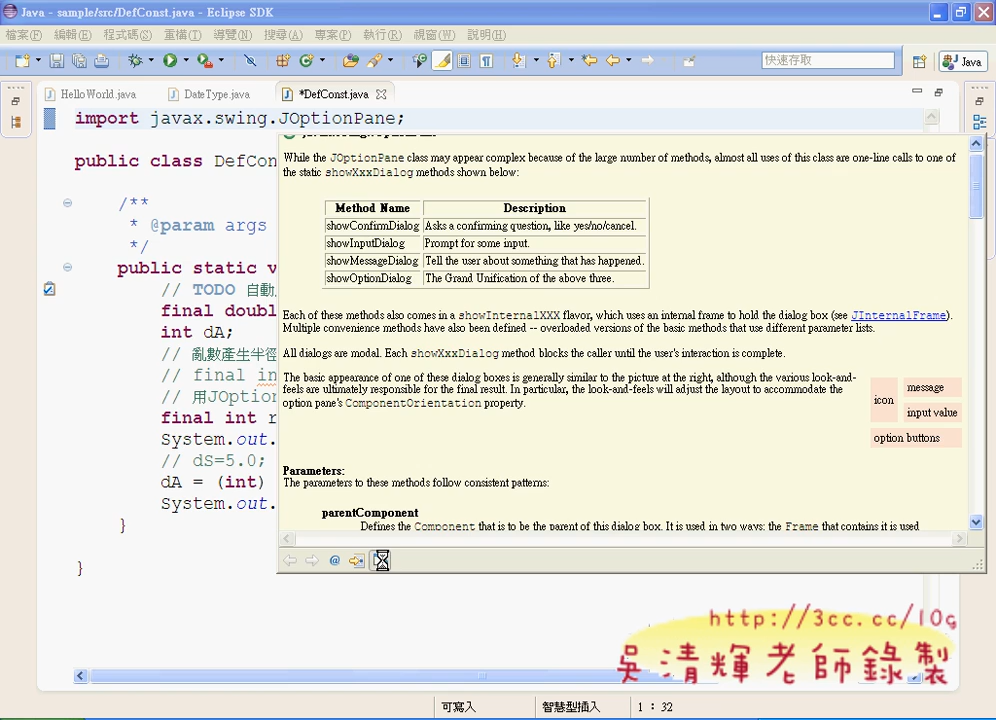 Java - sample/src/DefConst.java - Eclipse SDK
檔案(F) 編輯(E) 程式碼(S) 重構(T) 導覽(N) 搜尋(A) 專案(P) 執行(R) 視窗(W) 說明(H)
快速存取
Java
HelloWorld.java
DateType.java
*DefConst.java
import javax.swing.JOptionPane;
public class DefCon
/**
* @param args
*/
public static v
// TODO 自動
final doubl
int dA;
// 亂數產生半徑
// final in
// 用JOption
final int r
System.out.
// dS=5.0;
dA = (int)
System.out.
}
}
While the JOptionPane class may appear complex because of the large number of methods, almost all uses of this class are one-line calls to one of
the static showXxxDialog methods shown below:
Method Name Description
showConfirmDialog Asks a confirming question, like yes/no/cancel.
showInputDialog Prompt for some input.
showMessageDialog Tell the user about something that has happened.
showOptionDialog The Grand Unification of the above three.
Each of these methods also comes in a showInternalXXX flavor, which uses an internal frame to hold the dialog box (see JInternalFrame).
Multiple convenience methods have also been defined -- overloaded versions of the basic methods that use different parameter lists.
All dialogs are modal. Each showXxxDialog method blocks the caller until the user's interaction is complete.
The basic appearance of one of these dialog boxes is generally similar to the picture at the right, although the various look-and-
feels are ultimately responsible for the final result. In particular, the look-and-feels will adjust the layout to accommodate the
option pane's ComponentOrientation property.
icon
message
input value
option buttons
Parameters:
The parameters to these methods follow consistent patterns:
parentComponent
Defines the Component that is to be the parent of this dialog box. It is used in two ways: the Frame that contains it is used
http://3cc.cc/10g
吳清輝老師錄製
可寫入
智慧型插入
1 : 32